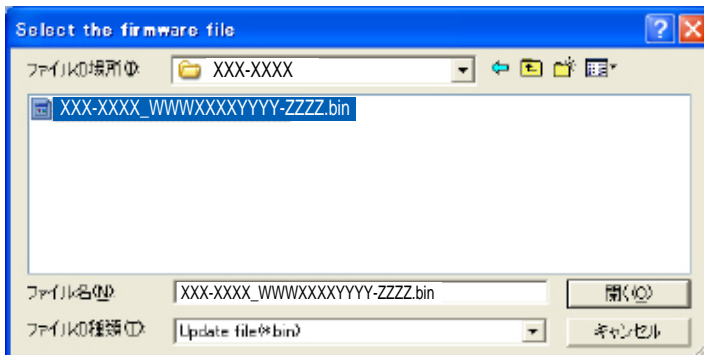 Select the firmware file
ファイルの場所(I):
XXX-XXXX
XXX-XXXX_WWWXXXXYYYY-ZZZZ.bin
ファイル名(N):
XXX-XXXX_WWWXXXXYYYY-ZZZZ.bin
開く(O)
ファイルの種類(T):
Update file(*bin)
キャンセル